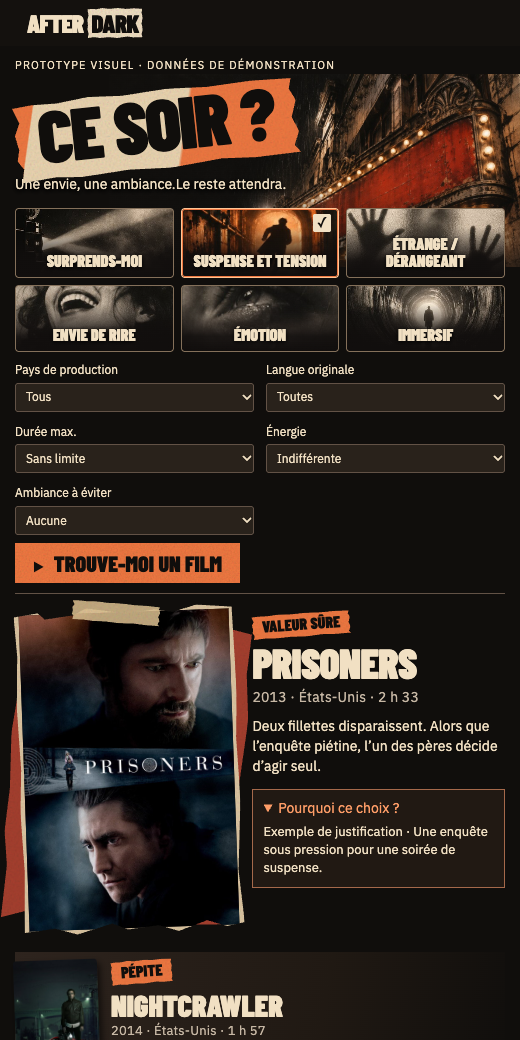 AFTER DARK
PROTOTYPE VISUEL · DONNÉES DE DÉMONSTRATION
CE SOIR ?
Une envie, une ambiance.Le reste attendra.
SURPRENDS-MOI
SUSPENSE ET TENSION
ÉTRANGE /
DÉRANGEANT
ENVIE DE RIRE
ÉMOTION
IMMERSIF
Pays de production
Langue originale
Tous
Toutes
Durée max.
Énergie
Sans limite
Indifférente
Ambiance à éviter
Aucune
TROUVE-MOI UN FILM
VALEUR SÛRE
PRISONERS
2013 · États-Unis · 2 h 33
Deux fillettes disparaissent. Alors que
l’enquête piétine, l’un des pères décide
d’agir seul.
▼ Pourquoi ce choix ?
Exemple de justification · Une enquête
sous pression pour une soirée de
suspense.
PRISONERS
PÉPITE
NIGHTCRAWLER
2014 · États-Unis · 1 h 57